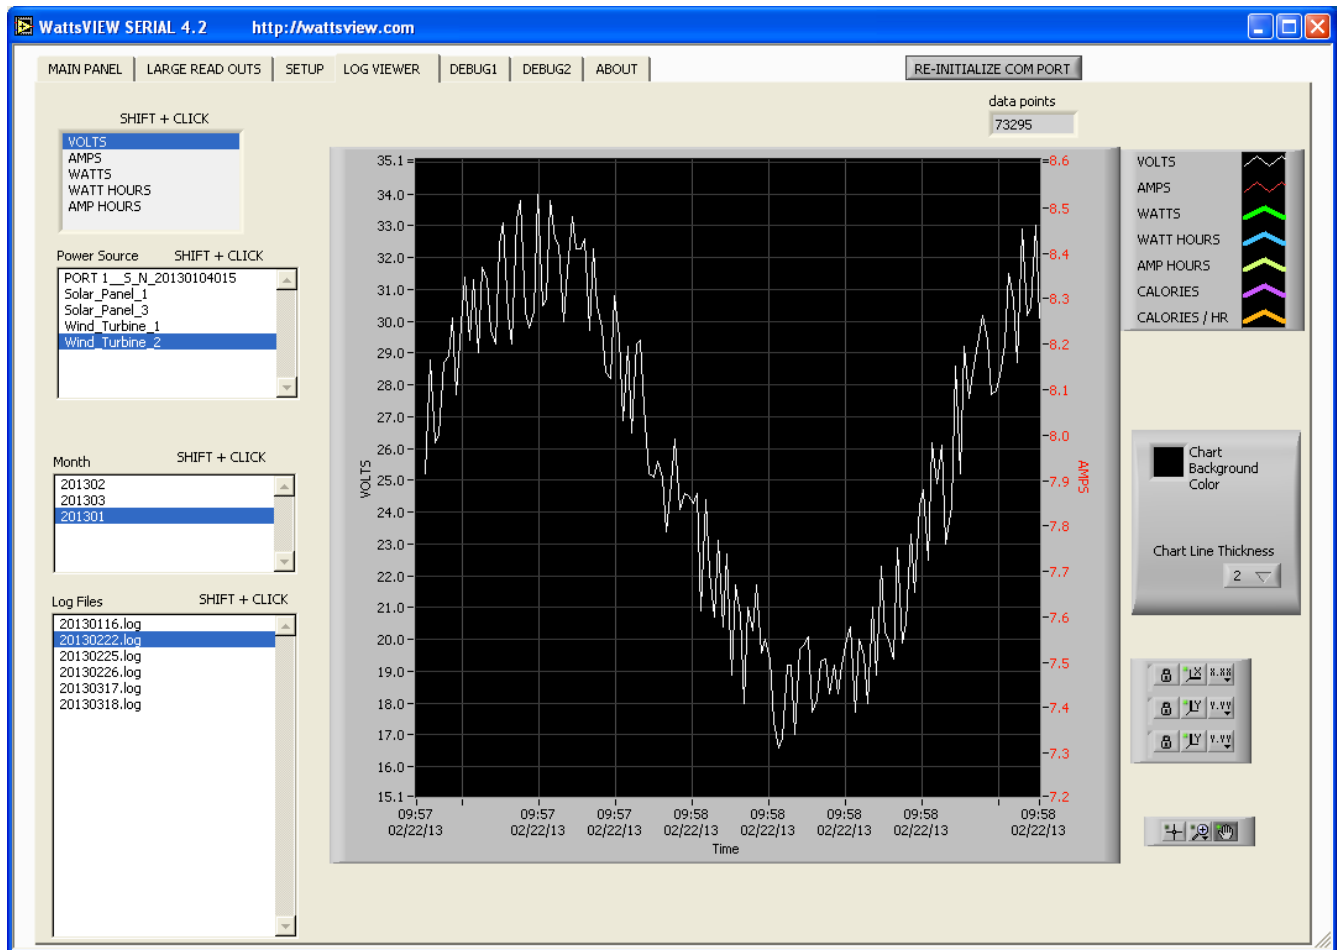 WattsVIEW SERIAL 4.2 http://wattsview.com
MAIN PANEL LARGE READ OUTS SETUP LOG VIEWER DEBUG1 DEBUG2 ABOUT RE-INITIALIZE COM PORT
data points
73295
SHIFT + CLICK
VOLTS
AMPS
WATTS
WATT HOURS
AMP HOURS
Power Source SHIFT + CLICK
PORT 1__S_N_20130104015
Solar_Panel_1
Solar_Panel_3
Wind_Turbine_1
Wind_Turbine_2
Month SHIFT + CLICK
201302
201303
201301
Log Files SHIFT + CLICK
20130116.log
20130222.log
20130225.log
20130226.log
20130317.log
20130318.log
VOLTS
35.1
34.0
33.0
32.0
31.0
30.0
29.0
28.0
27.0
26.0
25.0
24.0
23.0
22.0
21.0
20.0
19.0
18.0
17.0
16.0
15.1
8.6
8.5
8.4
8.3
8.2
8.1
8.0
7.9
7.8
7.7
7.6
7.5
7.4
7.3
7.2
AMPS
09:57 09:57 09:57 09:58 09:58 09:58 09:58 09:58
02/22/13 02/22/13 02/22/13 02/22/13 02/22/13 02/22/13 02/22/13 02/22/13
Time
VOLTS
AMPS
WATTS
WATT HOURS
AMP HOURS
CALORIES
CALORIES / HR
Chart
Background
Color
Chart Line Thickness
2
X X.XX
Y Y.YY
Y Y.YY